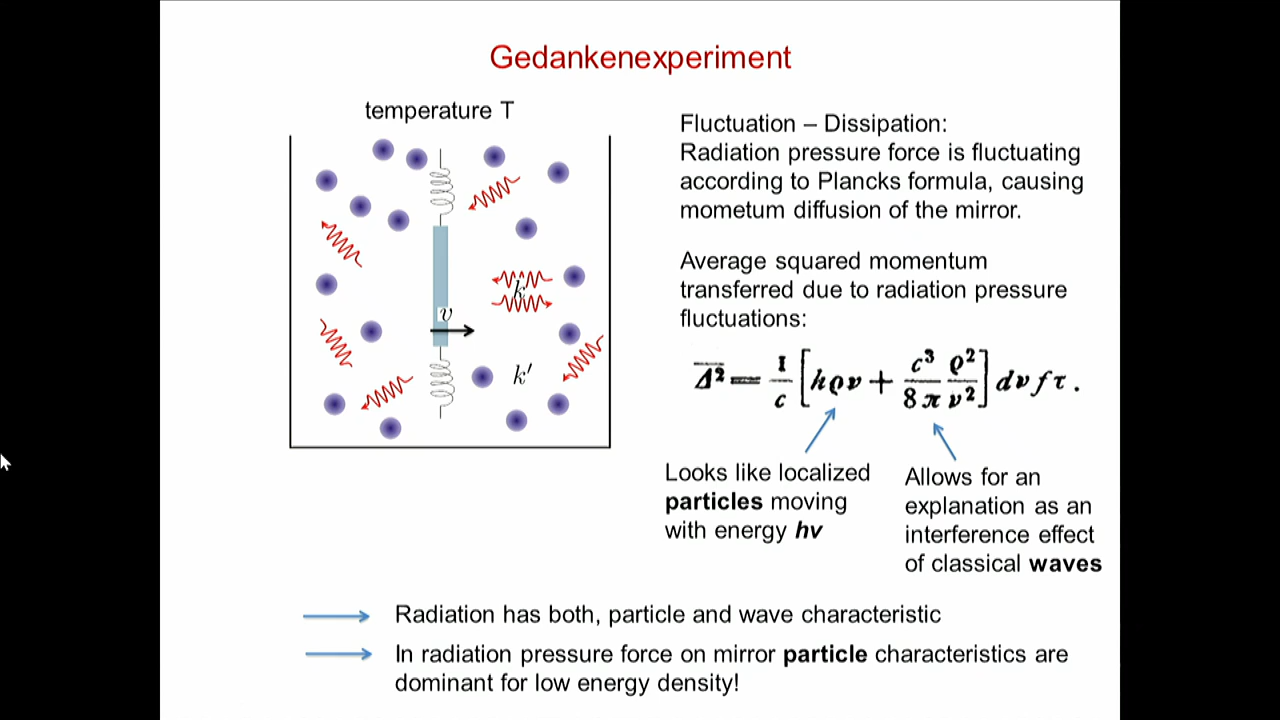 Gedankenexperiment
temperature T
k
v
k′
Fluctuation – Dissipation:
Radiation pressure force is fluctuating
according to Plancks formula, causing
mometum diffusion of the mirror.
Average squared momentum
transferred due to radiation pressure
fluctuations:
\overline{Δ²} = 1/c [hϱν + c³/8π ϱ²/ν²] dν f τ.
Looks like localized
particles moving
with energy hν
Allows for an
explanation as an
interference effect
of classical waves
Radiation has both, particle and wave characteristic
In radiation pressure force on mirror particle characteristics are
dominant for low energy density!